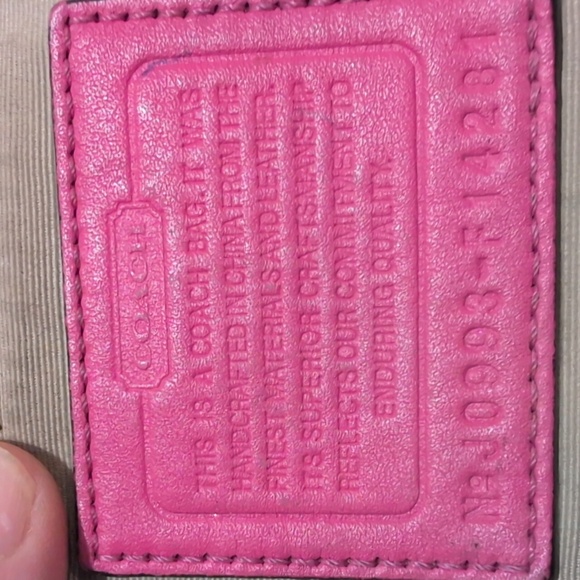 COACH
THIS IS A COACH BAG. IT WAS
HANDCRAFTED IN CHINA FROM THE
FINEST MATERIALS AND LEATHER.
ITS SUPERIOR CRAFTSMANSHIP
REFLECTS OUR COMMITMENT TO
ENDURING QUALITY.
Nº J0993-F14281